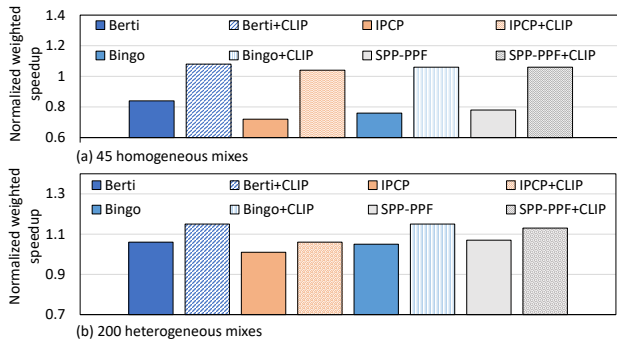 Normalized weighted
speedup
1.4
1.2
1
0.8
0.6
Berti Berti+CLIP IPCP IPCP+CLIP
Bingo Bingo+CLIP SPP-PPF SPP-PPF+CLIP
(a) 45 homogeneous mixes
Normalized weighted
speedup
1.3
1.1
0.9
0.7
Berti Berti+CLIP IPCP IPCP+CLIP
Bingo Bingo+CLIP SPP-PPF SPP-PPF+CLIP
(b) 200 heterogeneous mixes